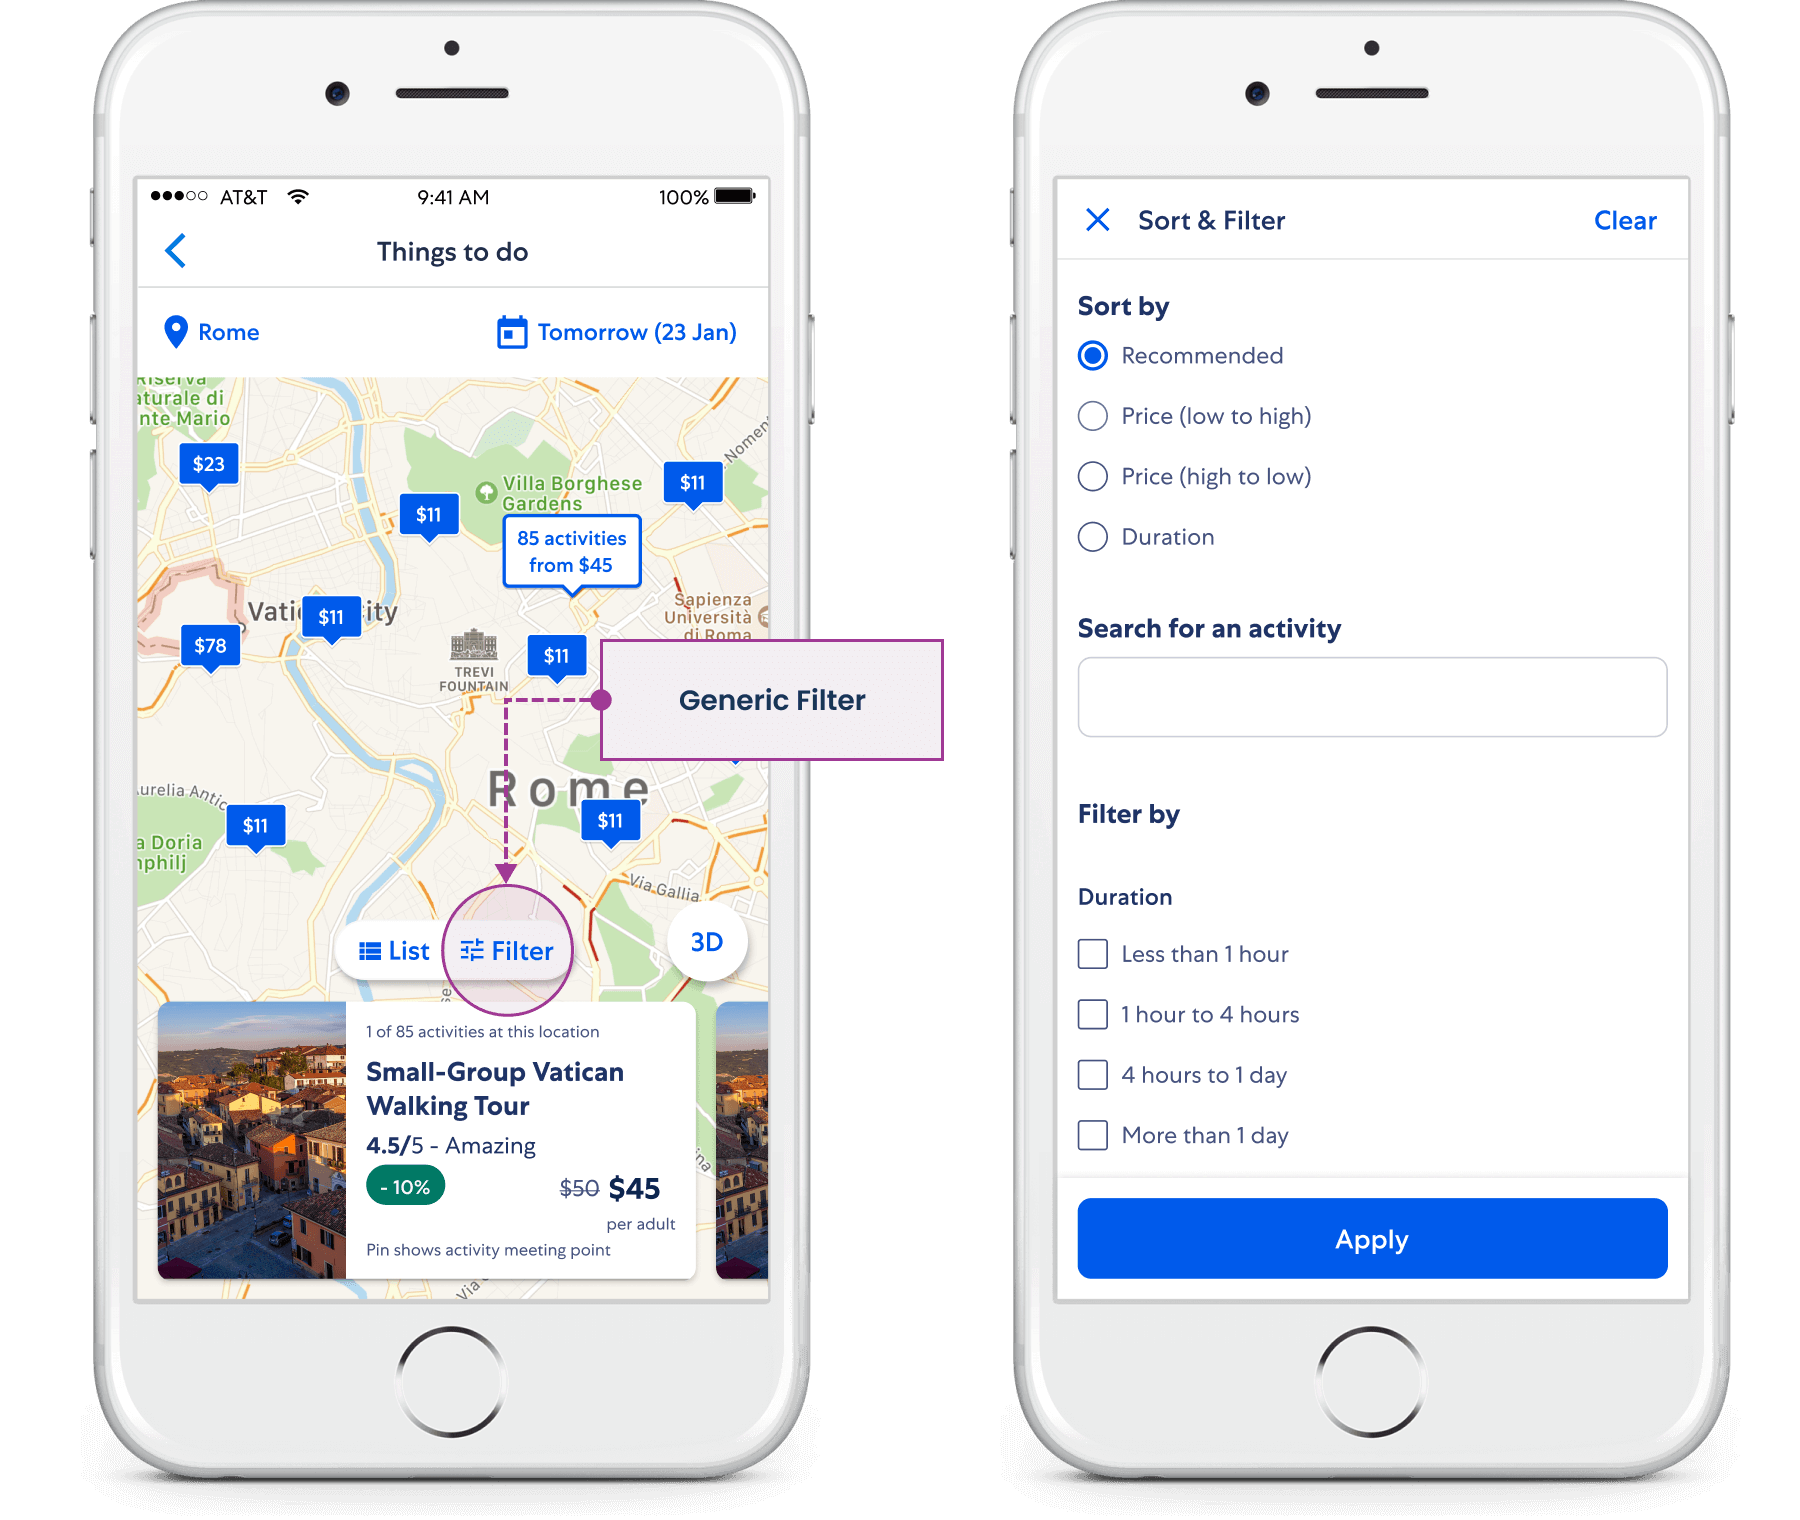 AT&T
9:41 AM
100%
Things to do
Rome
Tomorrow (23 Jan)
Riserva
aturale di
nte Mario
$23
Nomen
$11
$11
Villa Borghese
Gardens
85 activities
from $45
Sapienza
Università
di Roma
$11
$78
TREVI
FOUNTAIN
$11
Generic Filter
Rome
urelia Antic
$11
$11
a Doria
nphilj
Via Gallia
List
Filter
3D
1 of 85 activities at this location
Small-Group Vatican
Walking Tour
4.5/5 - Amazing
- 10%
$50 $45
per adult
Pin shows activity meeting point
Via
Sort & Filter
Clear
Sort by
Recommended
Price (low to high)
Price (high to low)
Duration
Search for an activity
Filter by
Duration
Less than 1 hour
1 hour to 4 hours
4 hours to 1 day
More than 1 day
Apply